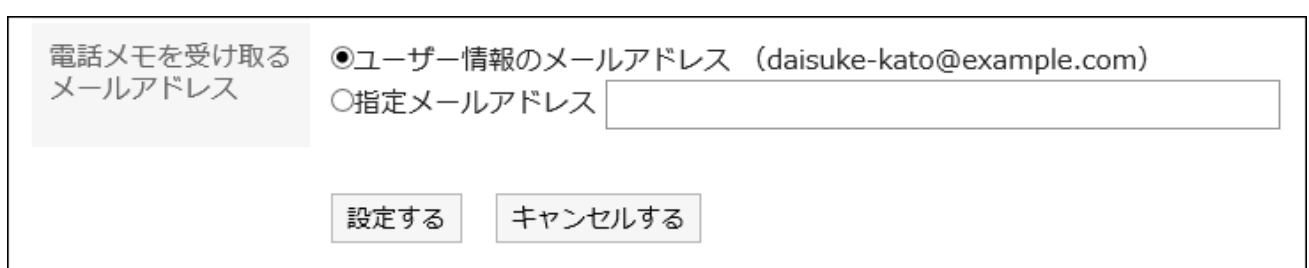 電話メモを受け取る
メールアドレス
◉ユーザー情報のメールアドレス （daisuke-kato@example.com）
○指定メールアドレス
設定する
キャンセルする